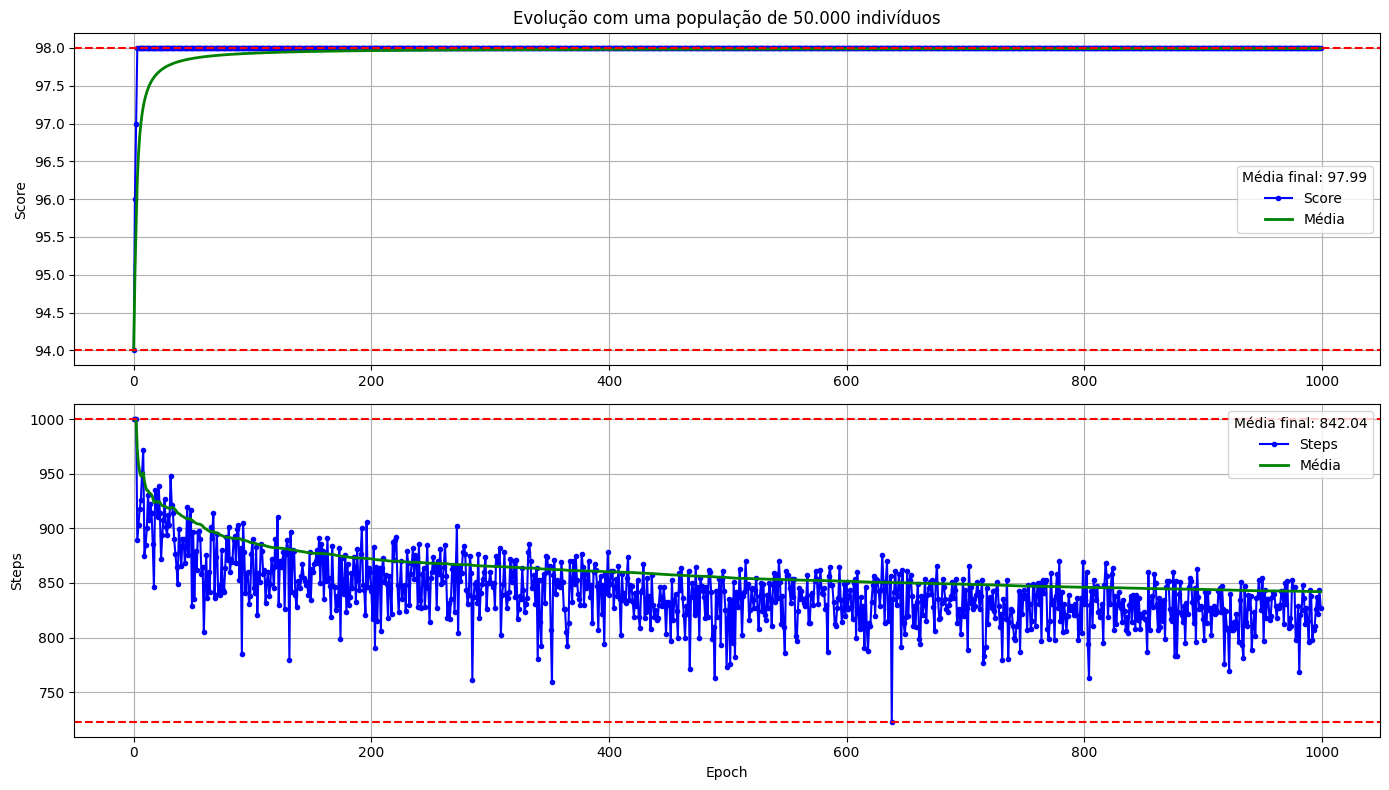 Evolução com uma população de 50.000 indivíduos
98.0
97.5
97.0
96.5
96.0
95.5
95.0
94.5
94.0
Score
Média final: 97.99
Score
Média
0
200
400
600
800
1000
1000
950
900
850
800
750
Steps
Média final: 842.04
Steps
Média
0
200
400
600
800
1000
Epoch